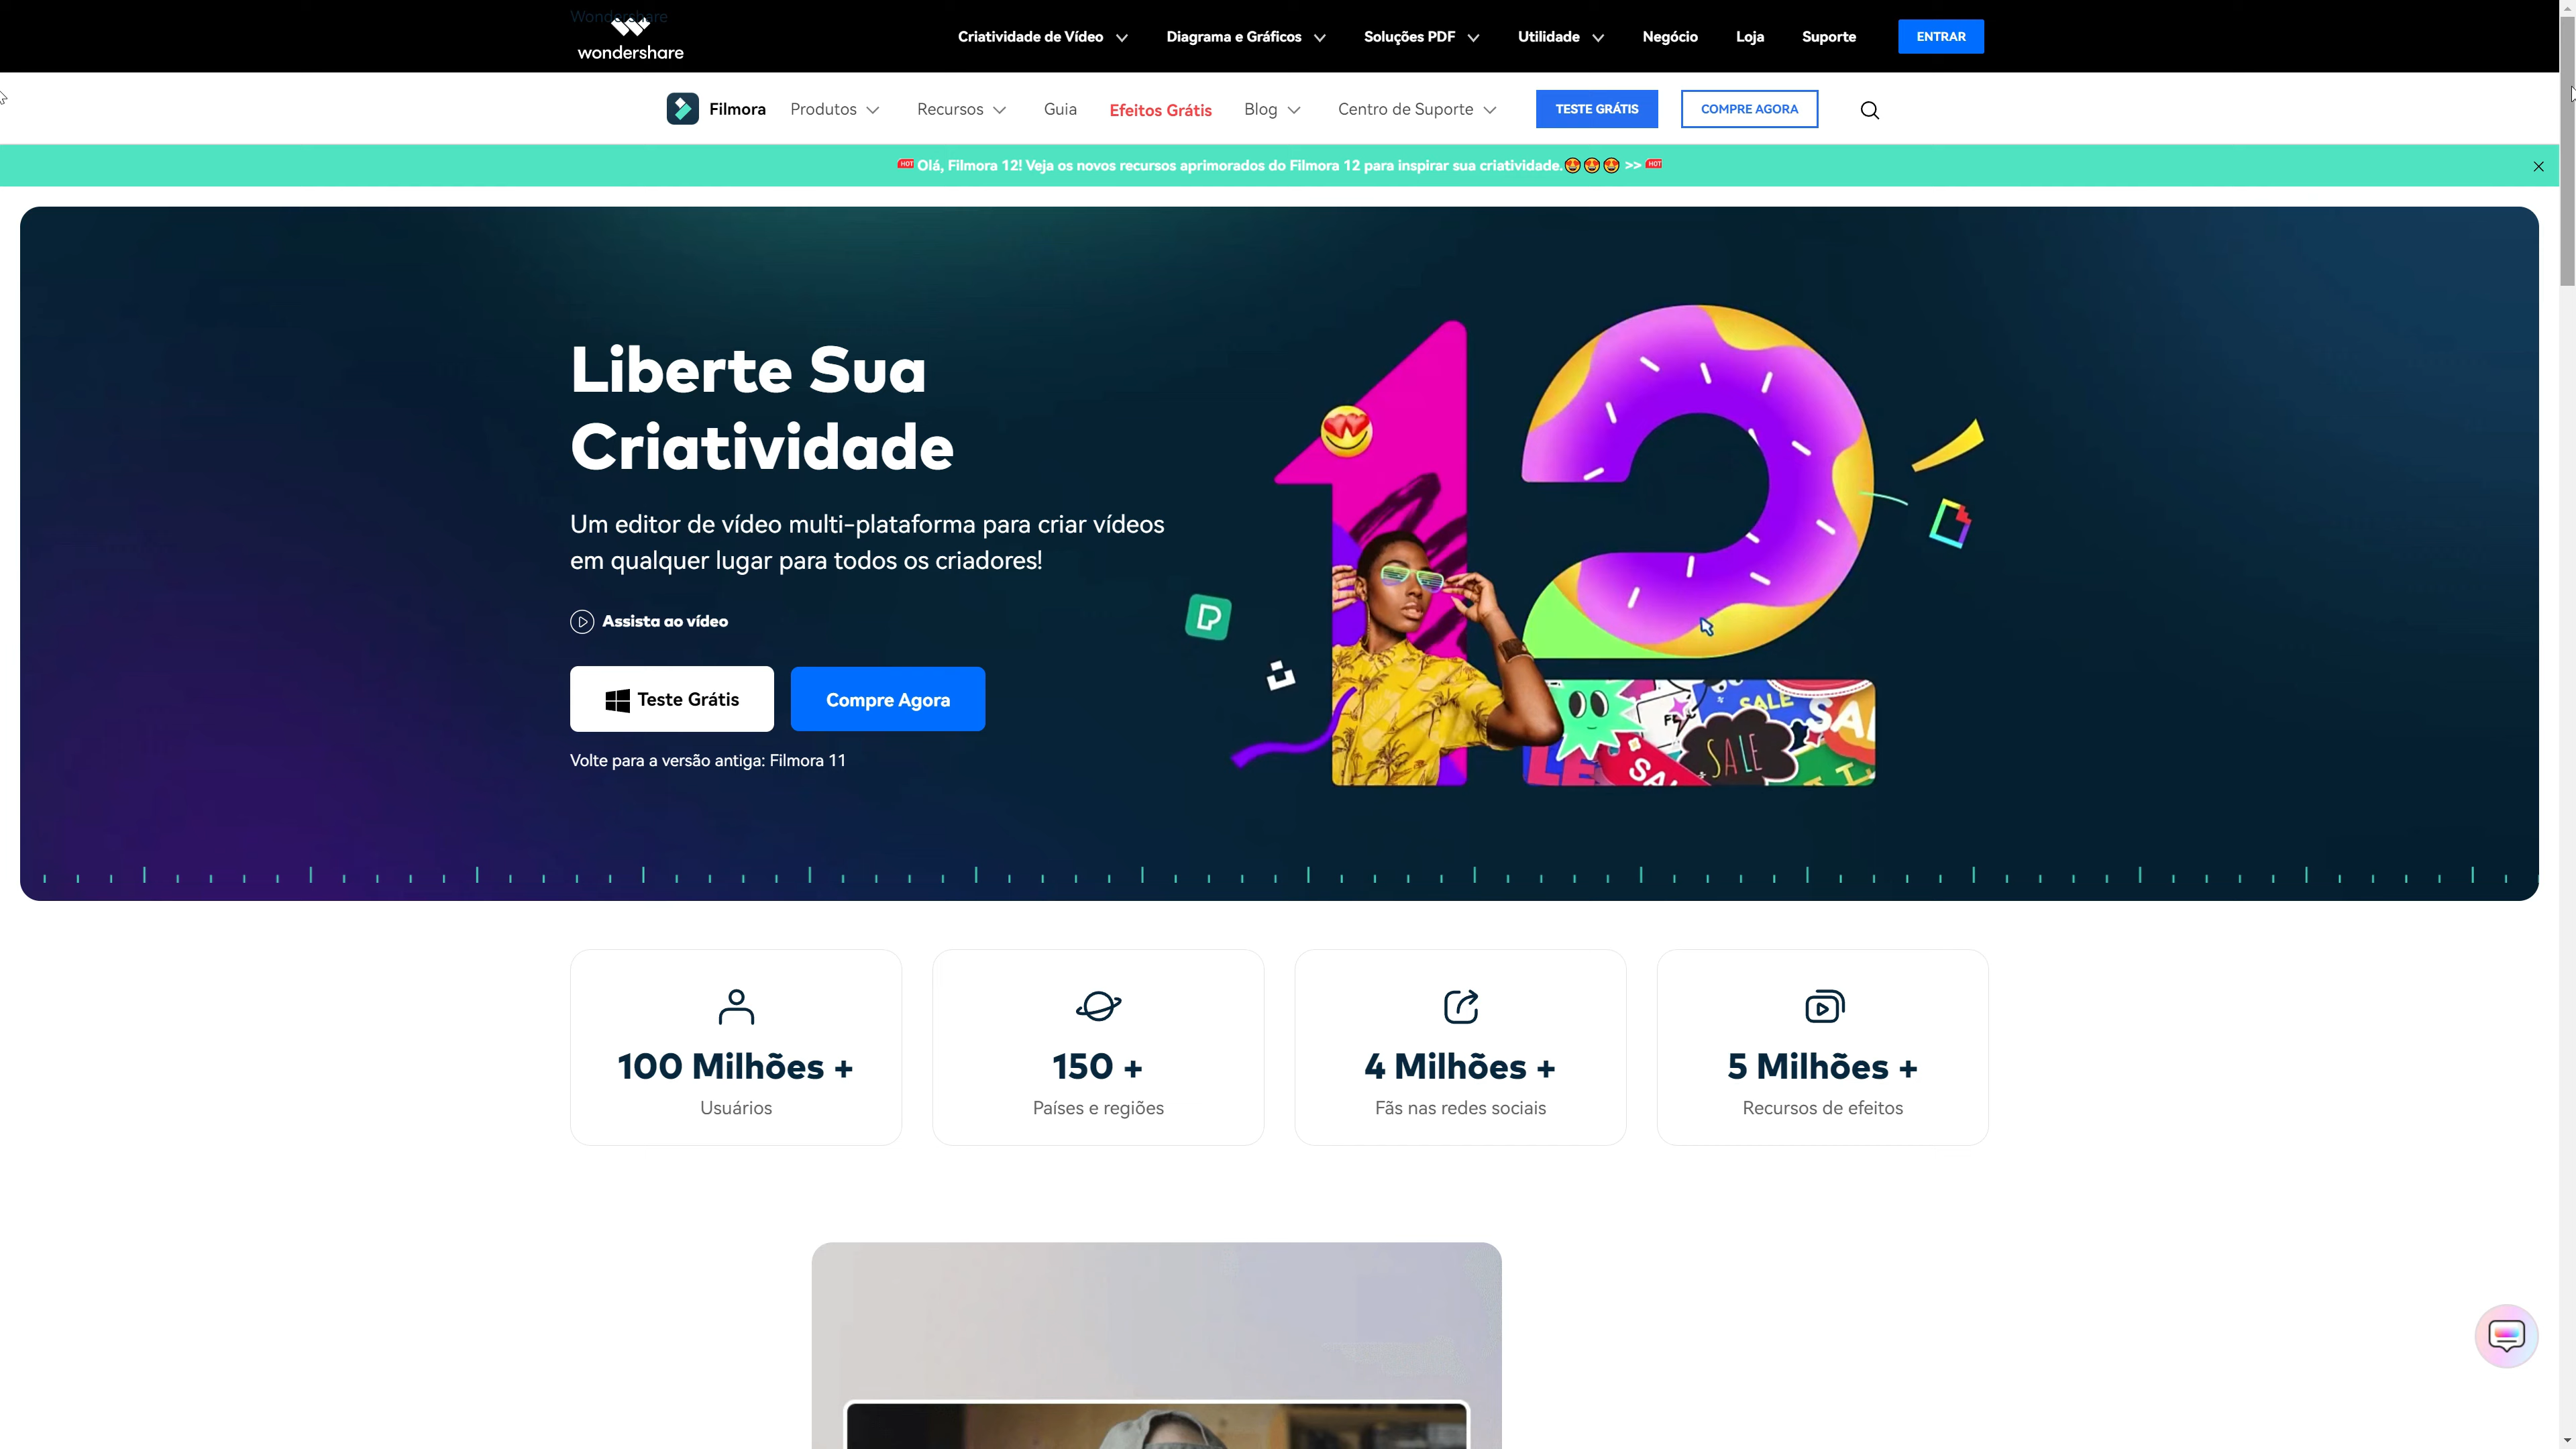 Wondershare
wondershare
Criatividade de Vídeo
Diagrama e Gráficos
Soluções PDF
Utilidade
Negócio
Loja
Suporte
ENTRAR
Filmora
Produtos
Recursos
Guia
Efeitos Grátis
Blog
Centro de Suporte
TESTE GRÁTIS
COMPRE AGORA
HOT Olá, Filmora 12! Veja os novos recursos aprimorados do Filmora 12 para inspirar sua criatividade.🤩🤩🤩 >> HOT
Liberte Sua
Criatividade
12
Um editor de vídeo multi-plataforma para criar vídeos
em qualquer lugar para todos os criadores!
Assista ao vídeo
Teste Grátis
Compre Agora
Volte para a versão antiga: Filmora 11
SALE
SALE
100 Milhões +
Usuários
150 +
Países e regiões
4 Milhões +
Fãs nas redes sociais
5 Milhões +
Recursos de efeitos